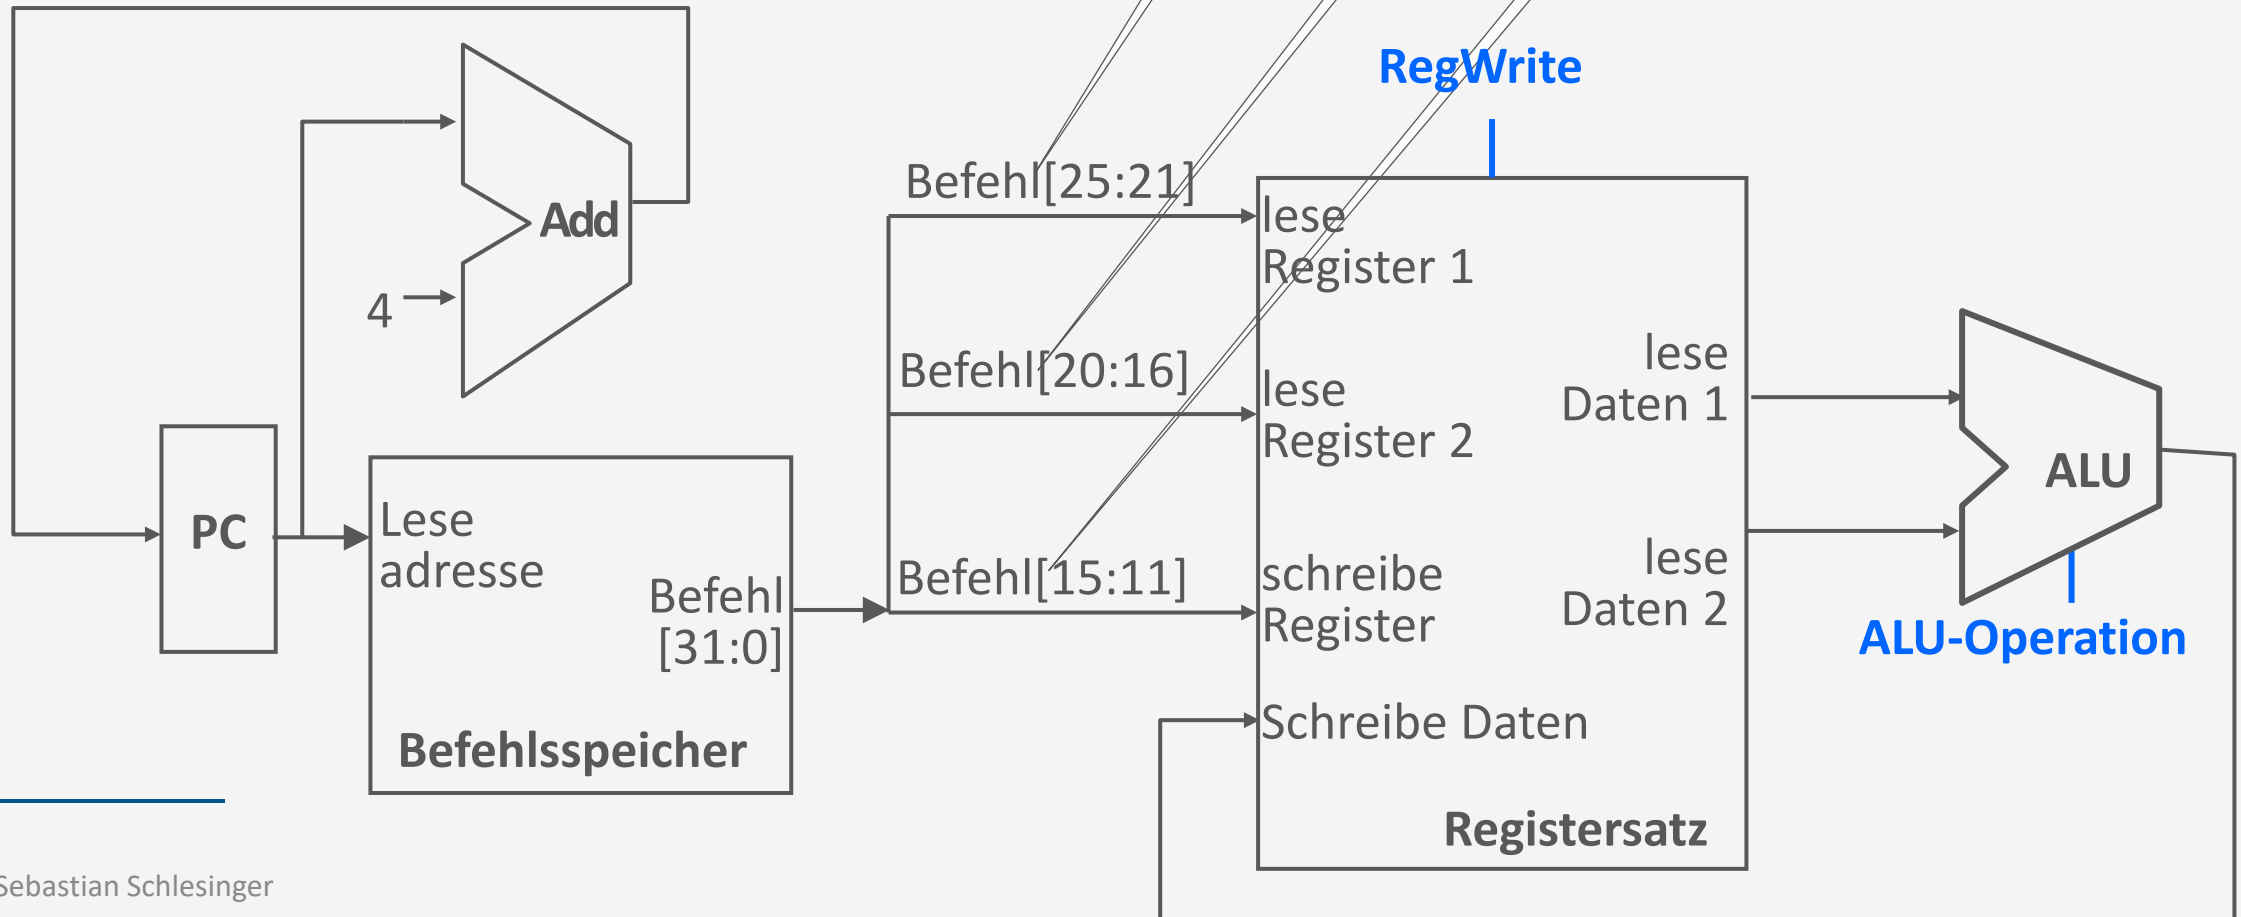 RegWrite
Befehl[25:21]
Add
lese
Register 1
4
Befehl[20:16]
lese
Register 2
lese
Daten 1
ALU
PC
Lese
adresse
Befehl
[31:0]
Befehl[15:11]
schreibe
Register
lese
Daten 2
ALU-Operation
Schreibe Daten
Befehlsspeicher
Registersatz
Sebastian Schlesinger